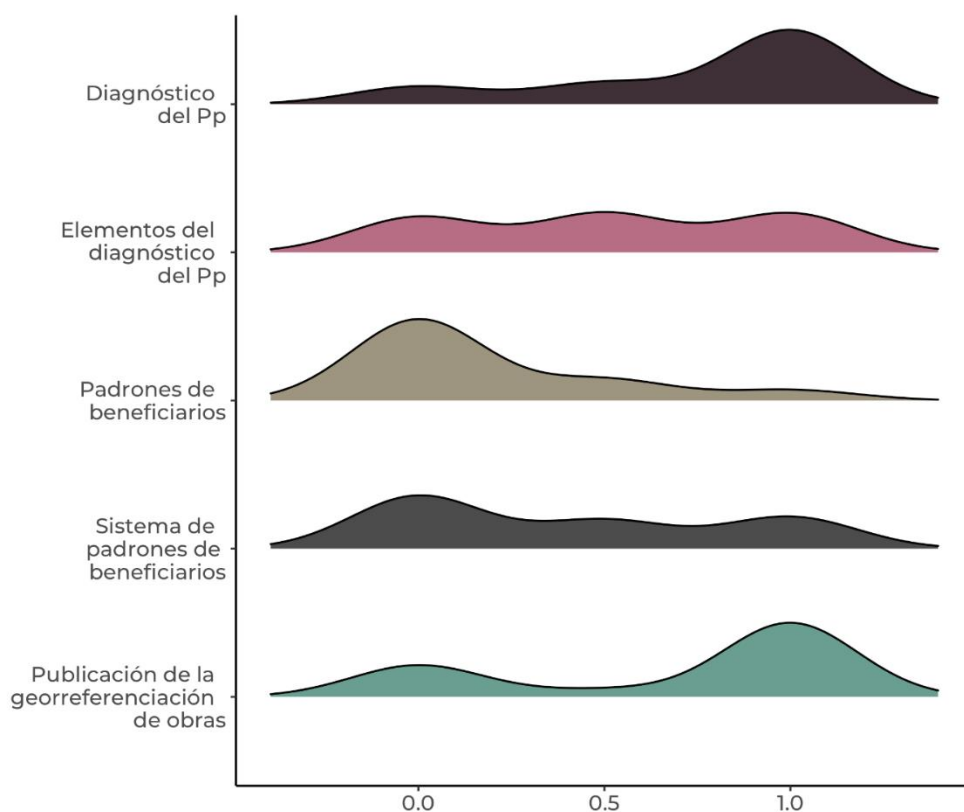 Diagnóstico
del Pp
Elementos del
diagnóstico
del Pp
Padrones de
beneficiarios
Sistema de
padrones de
beneficiarios
Publicación de la
georreferenciación
de obras
0.0 0.5 1.0